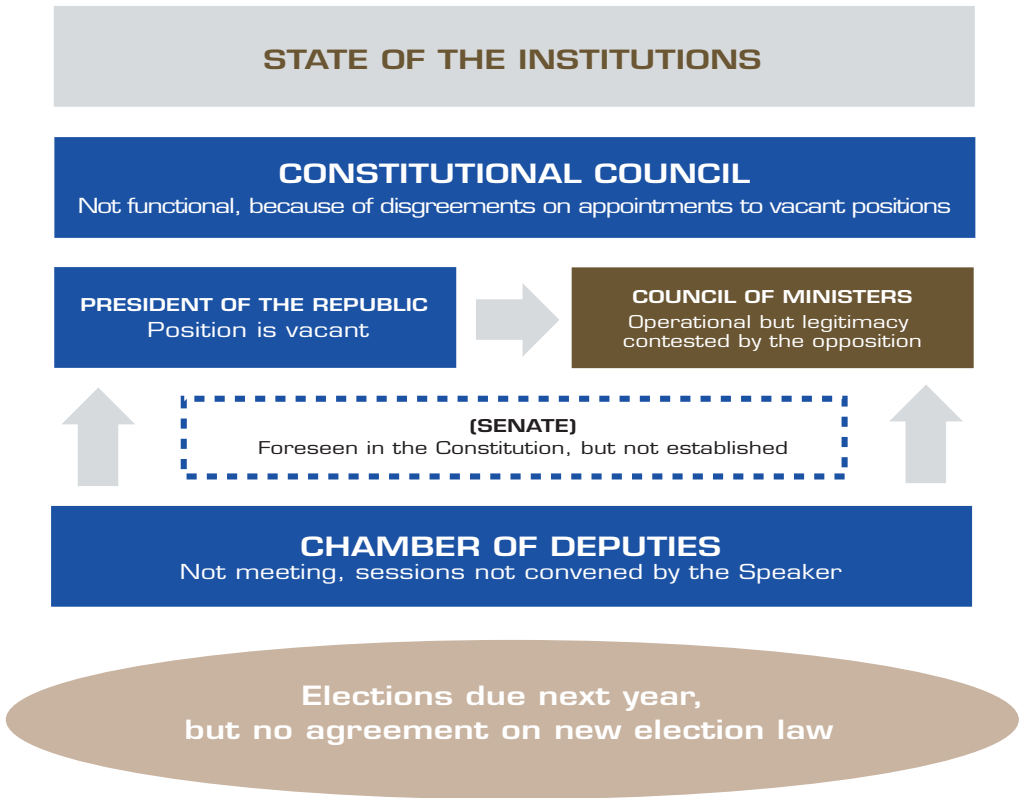 STATE OF THE INSTITUTIONS
CONSTITUTIONAL COUNCIL
Not functional, because of disgreements on appointments to vacant positions
PRESIDENT OF THE REPUBLIC
Position is vacant
COUNCIL OF MINISTERS
Operational but legitimacy
contested by the opposition
(SENATE)
Foreseen in the Constitution, but not established
CHAMBER OF DEPUTIES
Not meeting, sessions not convened by the Speaker
Elections due next year,
but no agreement on new election law